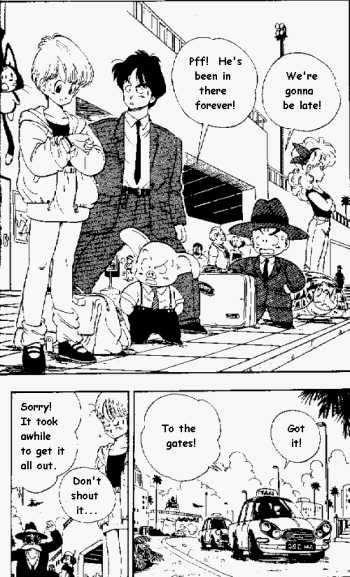 Pff! He's
been in
there
forever!
We're
gonna
be late!
Sorry!
It took
awhile
to get it
all out.
Don't
shout
it...
To the
gates!
Got
it!
TAXI